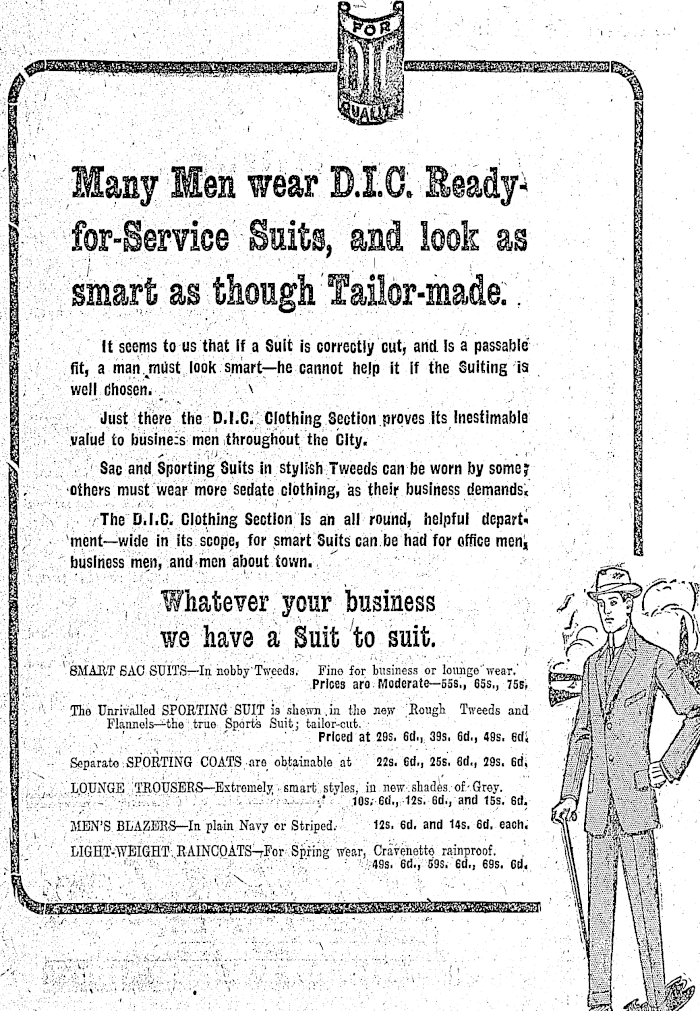 FOR
DIC
QUALITY
Many Men wear D.I.C. Ready-
for-Service Suits, and look as
smart as though Tailor-made.
It seems to us that if a Suit is correctly cut, and is a passable
fit, a man must look smart—he cannot help it if the Suiting is
well chosen.
Just there the D.I.C. Clothing Section proves its inestimable
value to business men throughout the City.
Sac and Sporting Suits in stylish Tweeds can be worn by some;
others must wear more sedate clothing, as their business demands.
The D.I.C. Clothing Section is an all round, helpful depart-
ment—wide in its scope, for smart Suits can be had for office men,
business men, and men about town.
Whatever your business
we have a Suit to suit.
SMART SAC SUITS—In nobby Tweeds. Fine for business or lounge wear.
Prices are Moderate—55s., 65s., 75s.
The Unrivalled SPORTING SUIT is shewn in the new Rough Tweeds and
Flannels—the true Sports Suit; tailor-cut.
Priced at 29s. 6d., 39s. 6d., 49s. 6d.
Separate SPORTING COATS are obtainable at 22s. 6d., 25s. 6d., 29s. 6d.
LOUNGE TROUSERS—Extremely smart styles, in new shades of Grey.
10s. 6d., 12s. 6d., and 15s. 6d.
MEN'S BLAZERS—In plain Navy or Striped. 12s. 6d. and 14s. 6d. each.
LIGHT-WEIGHT RAINCOATS—For Spring wear, Cravenette rainproof.
49s. 6d., 59s. 6d., 69s. 6d.